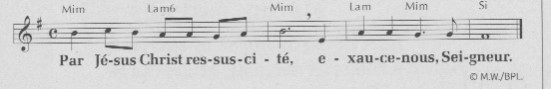 Mim Lam6 Mim Lam Mim Si
Par Jé-sus Christ res-sus-ci - té, e - xau-ce-nous, Sei-gneur.
© M.W./BPL.